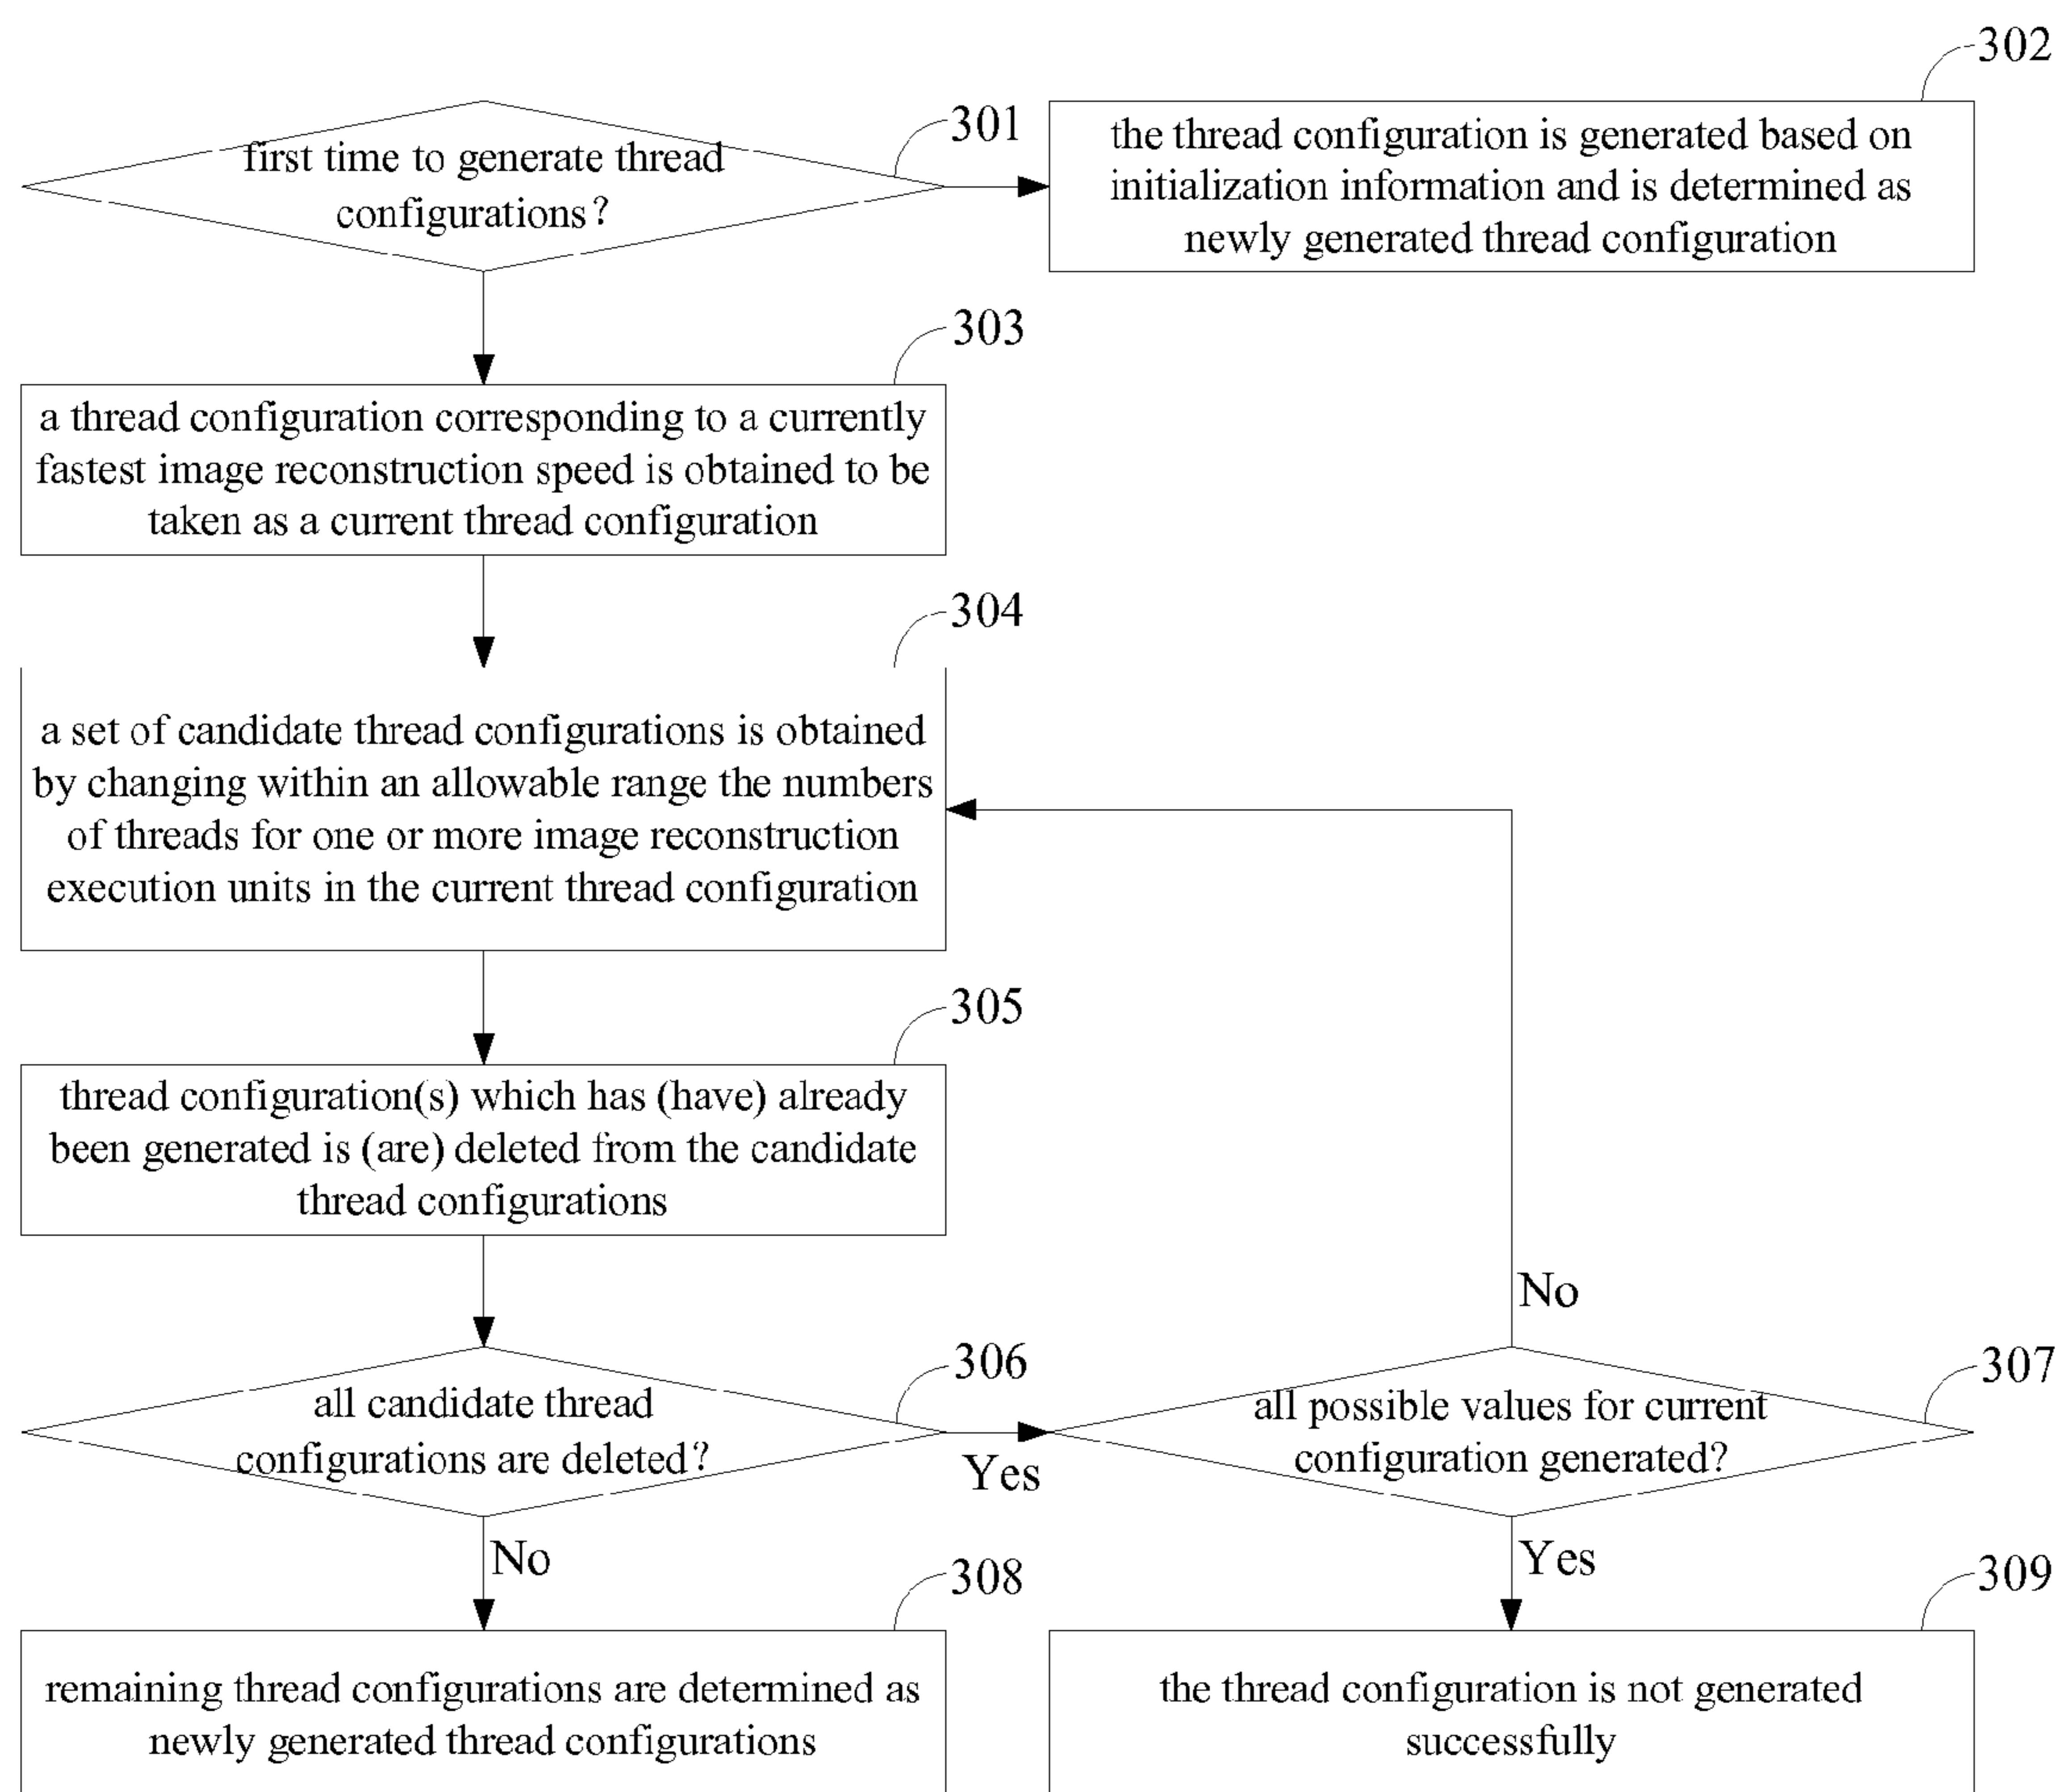 302
301
first time to generate thread
configurations?
the thread configuration is generated based on
initialization information and is determined as
newly generated thread configuration
303
a thread configuration corresponding to a currently
fastest image reconstruction speed is obtained to be
taken as a current thread configuration
304
a set of candidate thread configurations is obtained
by changing within an allowable range the numbers
of threads for one or more image reconstruction
execution units in the current thread configuration
305
thread configuration(s) which has (have) already
been generated is (are) deleted from the candidate
thread configurations
No
306
307
all candidate thread
configurations are deleted?
Yes
all possible values for current
configuration generated?
No
Yes
308
309
remaining thread configurations are determined as
newly generated thread configurations
the thread configuration is not generated
successfully